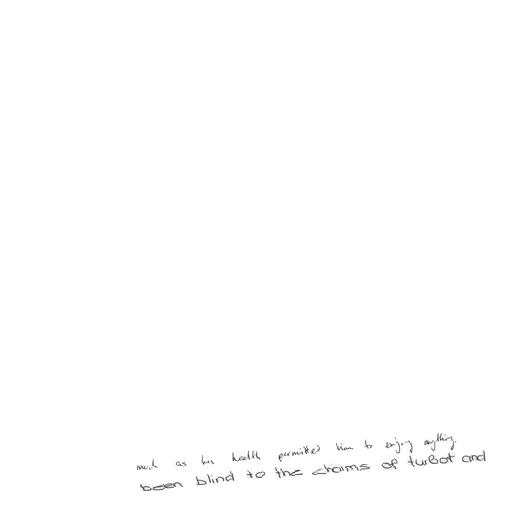 much as his health permitted him to enjoy anything.
been blind to the charms of turbot and